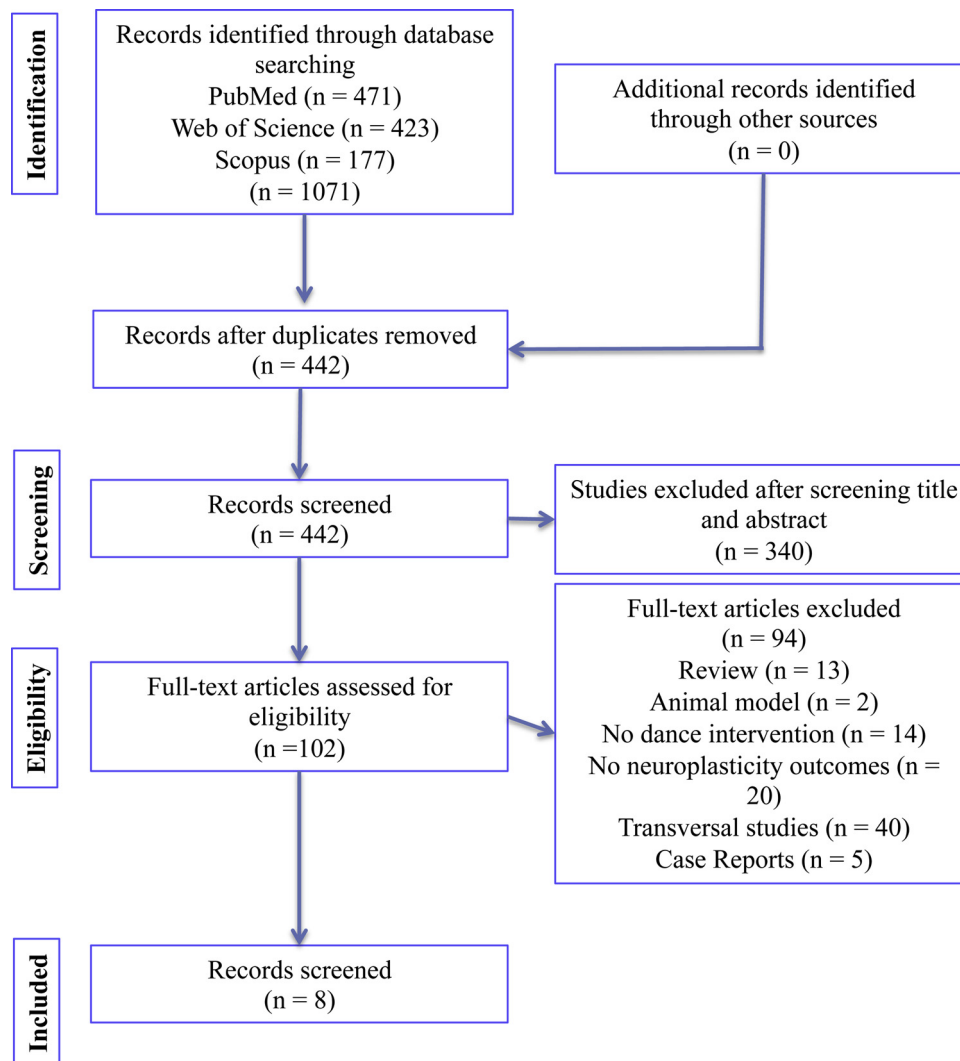 Identification
Records identified through database
searching
PubMed (n = 471)
Web of Science (n = 423)
Scopus (n = 177)
(n = 1071)
Additional records identified
through other sources
(n = 0)
Records after duplicates removed
(n = 442)
Screening
Records screened
(n = 442)
Studies excluded after screening title
and abstract
(n = 340)
Eligibility
Full-text articles assessed for
eligibility
(n =102)
Full-text articles excluded
(n = 94)
Review (n = 13)
Animal model (n = 2)
No dance intervention (n = 14)
No neuroplasticity outcomes (n =
20)
Transversal studies (n = 40)
Case Reports (n = 5)
Included
Records screened
(n = 8)